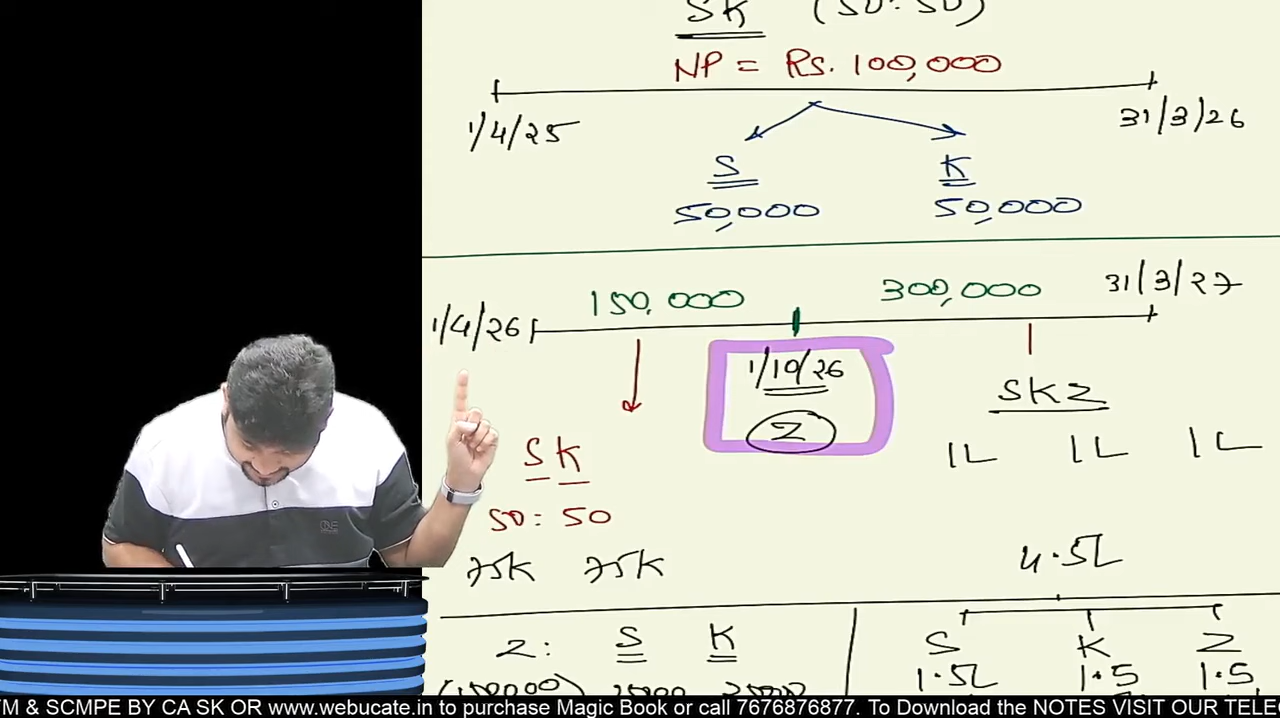 SK (50:50)
NP = Rs. 100,000
1/4/25
31/3/26
S K
50,000 50,000
150,000 300,000 31/3/27
1/4/26
1/10/26
Z
SKZ
1L 1L 1L
SK
50:50
75K 75K
4.5L
Z: S K
S K Z
1.5L 1.5 1.5
M & SCMPE BY CA SK OR www.webucate.in to purchase Magic Book or call 7676876877. To Download the NOTES VISIT OUR TELE